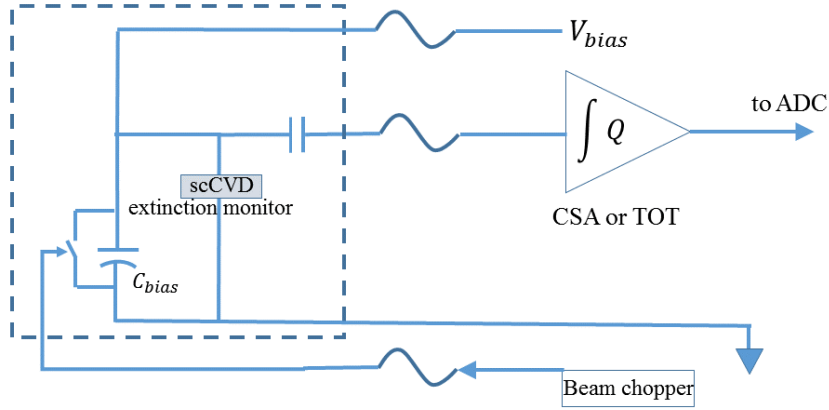 V_bias
to ADC
∫ Q
scCVD
extinction monitor
CSA or TOT
C_bias
Beam chopper